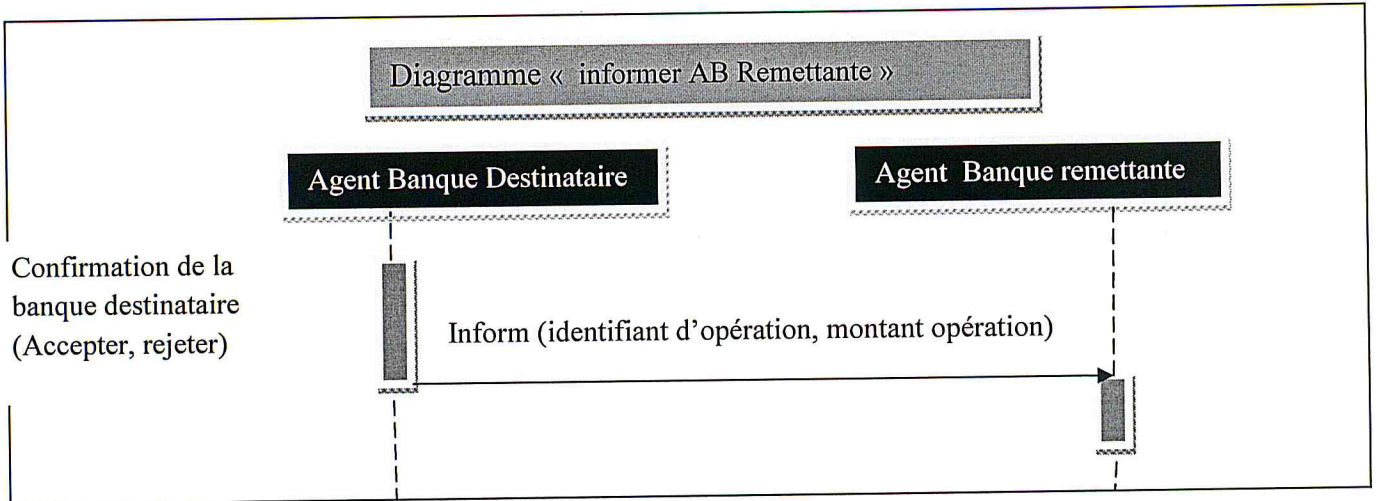 Diagramme «  informer AB Remettante »
Agent Banque Destinataire
Agent  Banque remettante
Confirmation de la
banque destinataire
(Accepter, rejeter)
Inform (identifiant d'opération, montant opération)